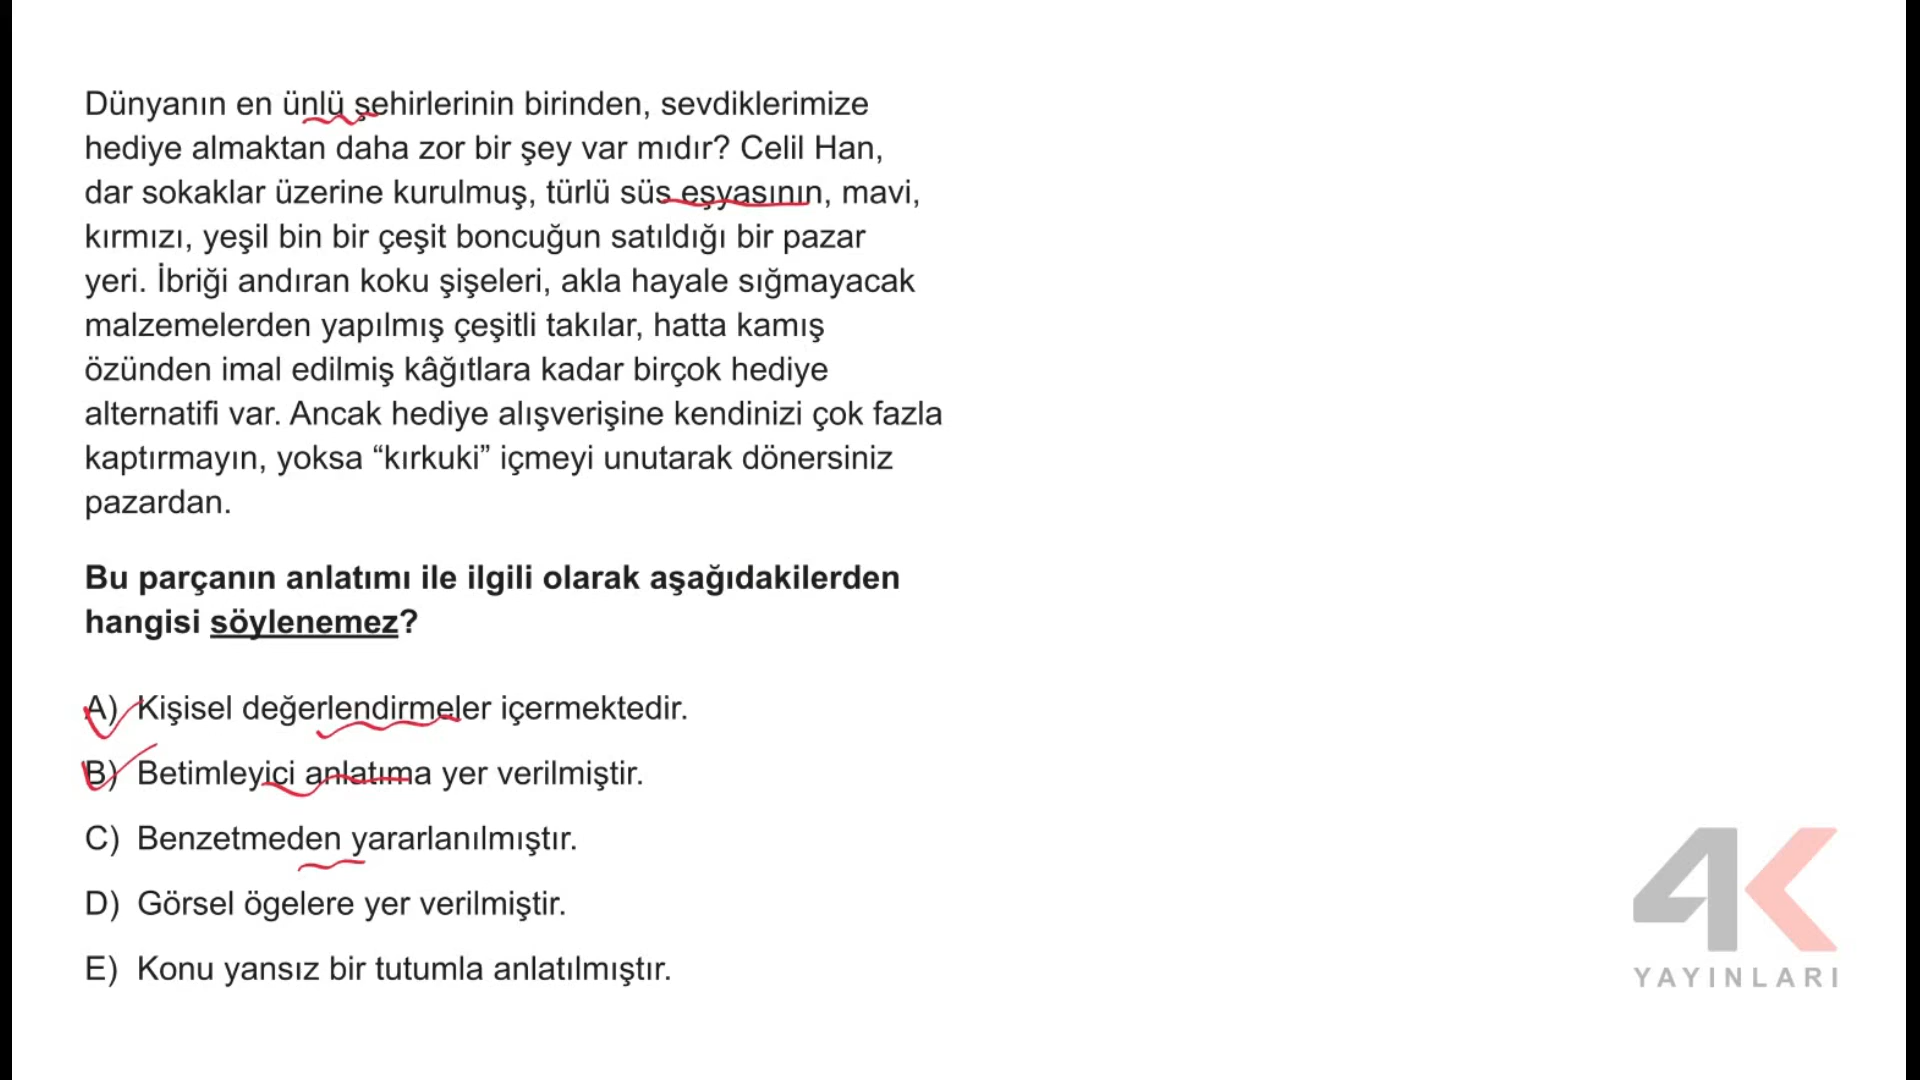 Dünyanın en ünlü şehirlerinin birinden, sevdiklerimize
hediye almaktan daha zor bir şey var mıdır? Celil Han,
dar sokaklar üzerine kurulmuş, türlü süs eşyasının, mavi,
kırmızı, yeşil bin bir çeşit boncuğun satıldığı bir pazar
yeri. İbriği andıran koku şişeleri, akla hayale sığmayacak
malzemelerden yapılmış çeşitli takılar, hatta kamış
özünden imal edilmiş kâğıtlara kadar birçok hediye
alternatifi var. Ancak hediye alışverişine kendinizi çok fazla
kaptırmayın, yoksa “kırkuki” içmeyi unutarak dönersiniz
pazardan.
Bu parçanın anlatımı ile ilgili olarak aşağıdakilerden
hangisi söylenemez?
A) Kişisel değerlendirmeler içermektedir.
B) Betimleyici anlatıma yer verilmiştir.
C) Benzetmeden yararlanılmıştır.
D) Görsel ögelere yer verilmiştir.
E) Konu yansız bir tutumla anlatılmıştır.
4K
YAYINLARI